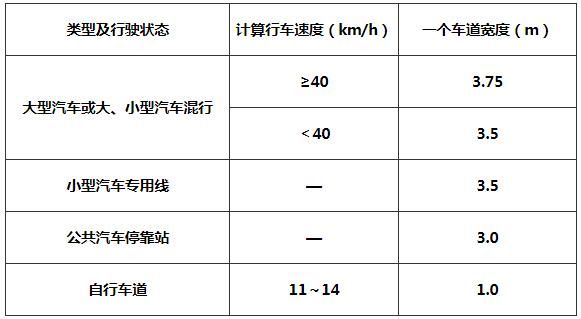 类型及行驶状态 计算行车速度（km/h） 一个车道宽度（m）
大型汽车或大、小型汽车混行 ≥40 3.75
＜40 3.5
小型汽车专用线 — 3.5
公共汽车停靠站 — 3.0
自行车道 11～14 1.0